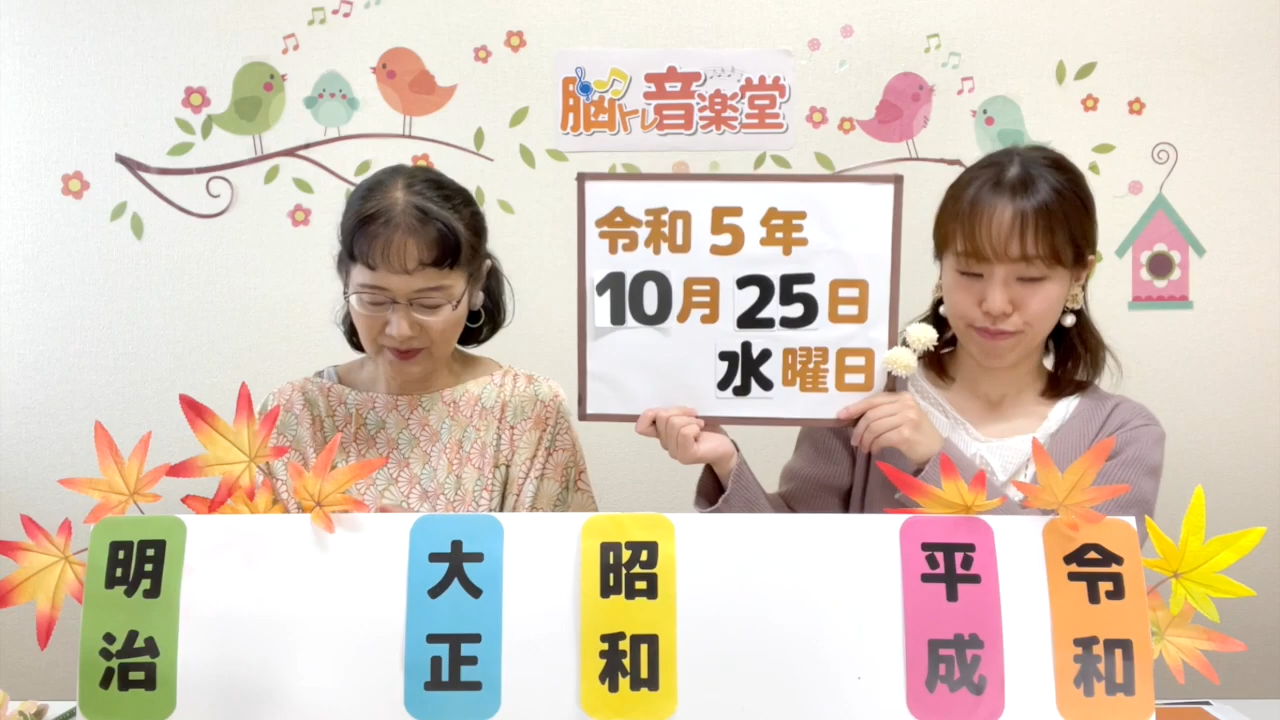 脳トレ音楽堂
令和5年
10月25日
水曜日
明治
大正
昭和
平成
令和